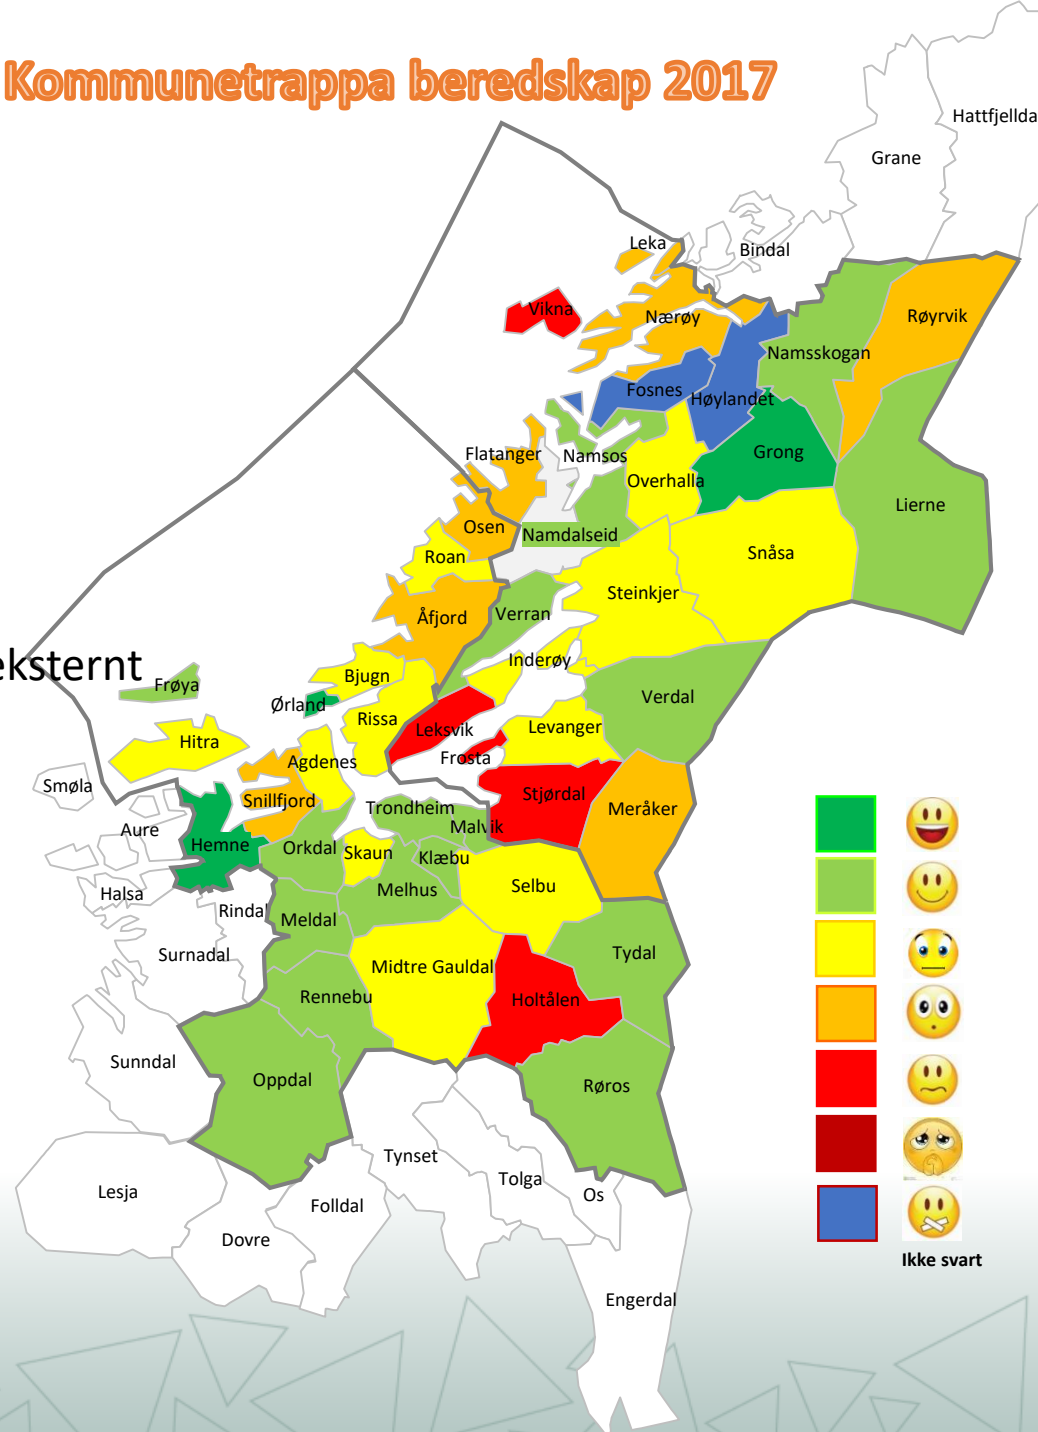 Kommunetrappa beredskap 2017
Hattfjellda
Grane
Leka
Bindal
Vikna
Nærøy
Røyrvik
Namsskogan
Fosnes
Høylandet
Flatanger
Namsos
Grong
Overhalla
Lierne
Osen
Namdalseid
Roan
Snåsa
Steinkjer
Åfjord
Verran
eksternt
Inderøy
Frøya
Bjugn
Verdal
Ørland
Rissa
Leksvik
Levanger
Hitra
Frosta
Agdenes
Smøla
Snillfjord
Stjørdal
Trondheim
Meråker
Aure
Malvik
Hemne
Orkdal
Skaun
Klæbu
Halsa
Melhus
Selbu
Rindal
Meldal
Surnadal
Tydal
Midtre Gauldal
Rennebu
Holtålen
Sunndal
Oppdal
Røros
Tynset
Lesja
Tolga
Os
Folldal
Dovre
Ikke svart
Engerdal